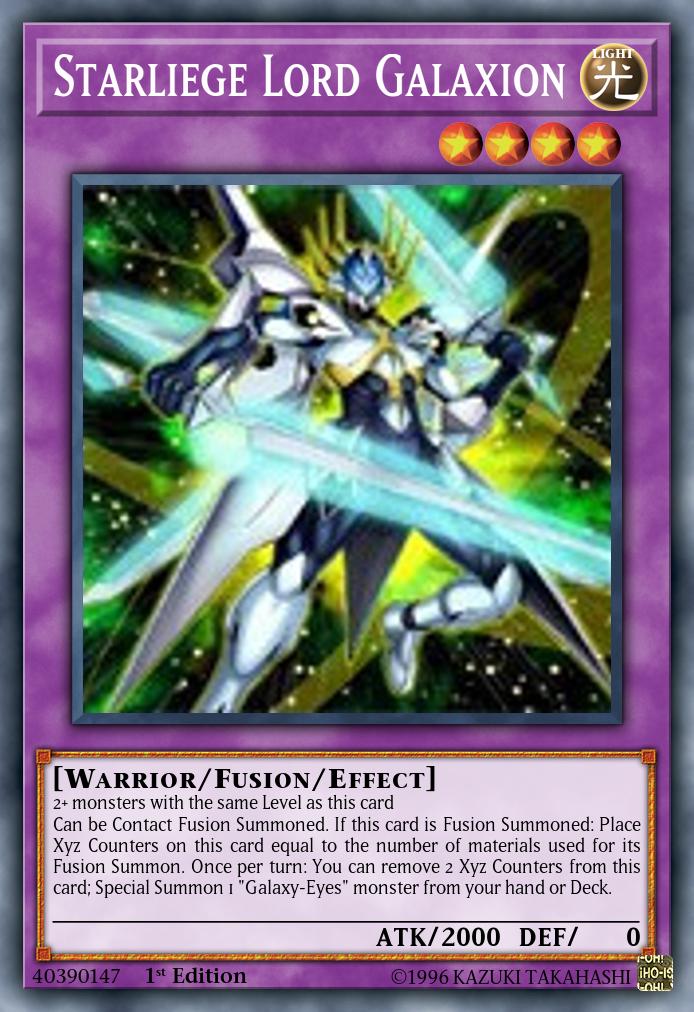 STARLIEGE LORD GALAXION
LIGHT
光
[WARRIOR/FUSION/EFFECT]
2+ monsters with the same Level as this card
Can be Contact Fusion Summoned. If this card is Fusion Summoned: Place
Xyz Counters on this card equal to the number of materials used for its
Fusion Summon. Once per turn: You can remove 2 Xyz Counters from this
card; Special Summon 1 "Galaxy-Eyes" monster from your hand or Deck.
ATK/2000 DEF/ 0
40390147 1st Edition ©1996 KAZUKI TAKAHASHI